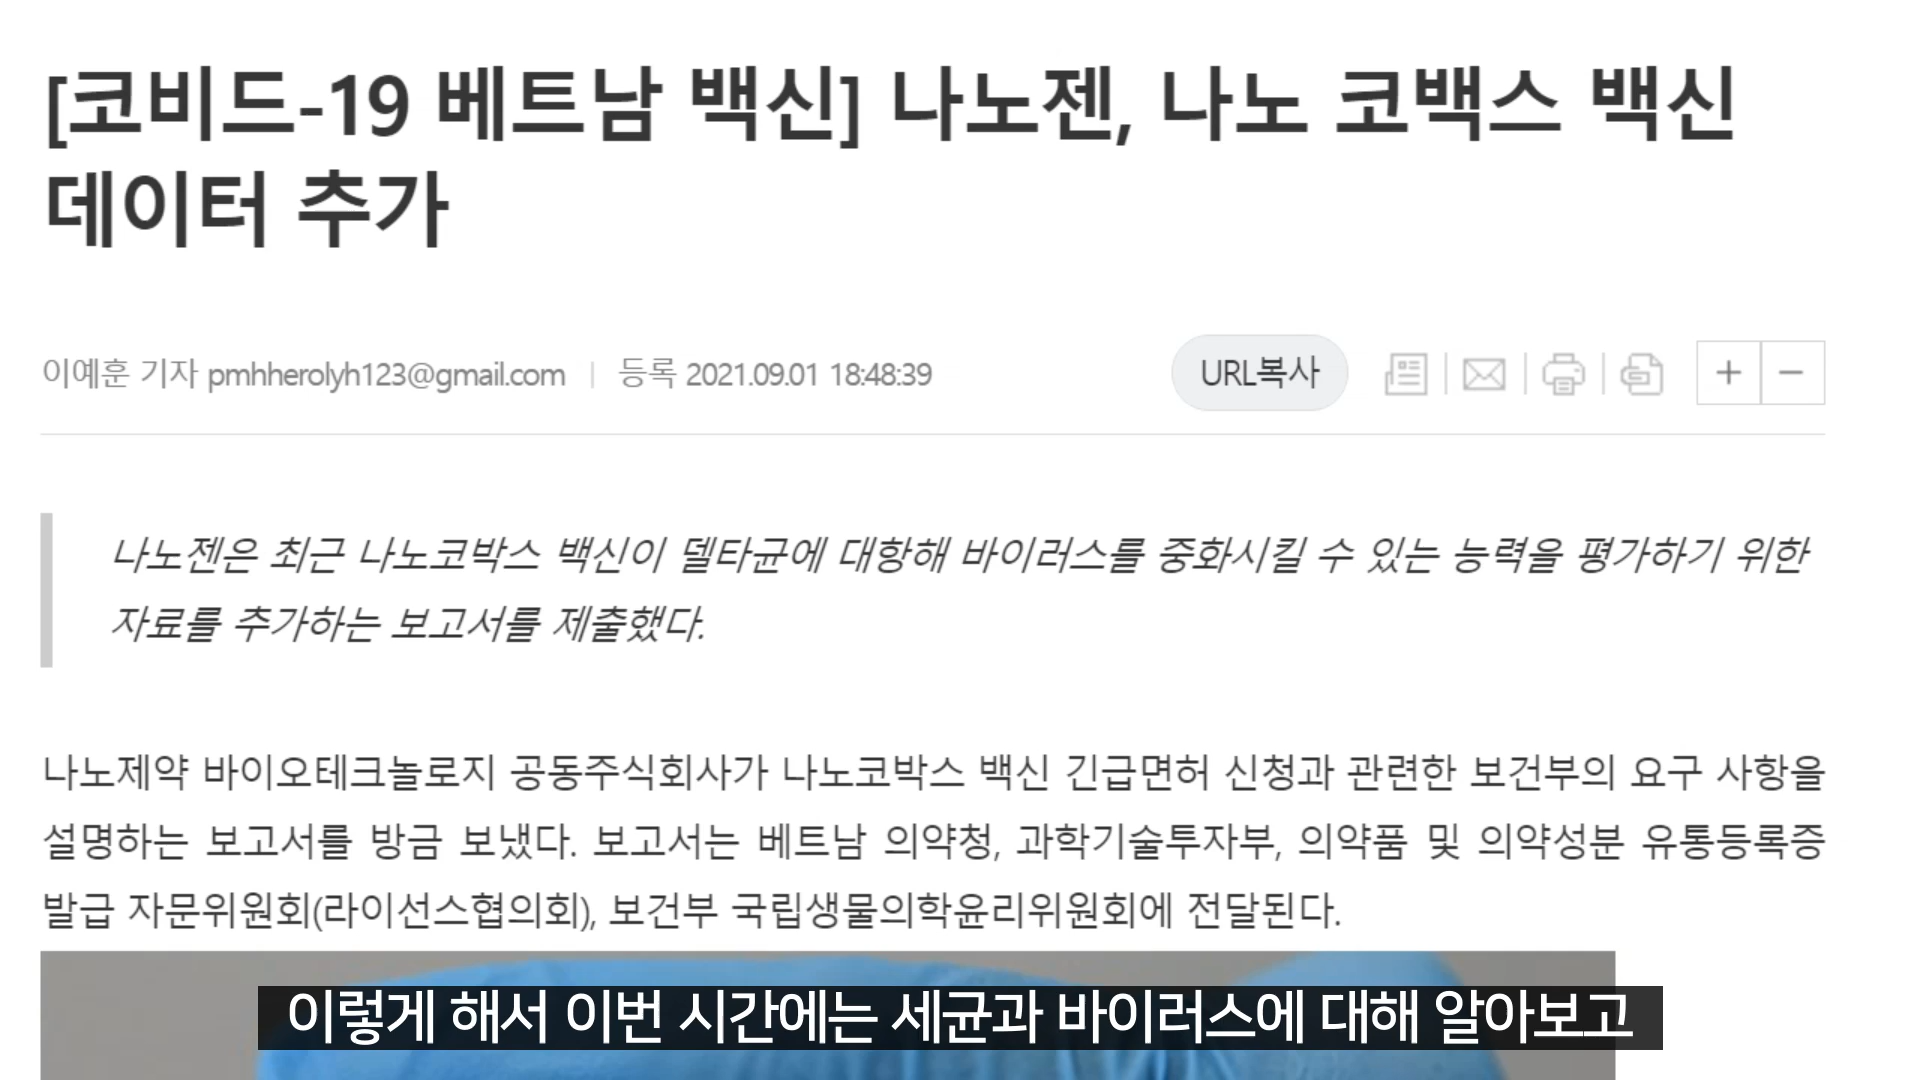 [코비드-19 베트남 백신] 나노젠, 나노 코백스 백신
데이터 추가
이예훈 기자 pmhherolyh123@gmail.com | 등록 2021.09.01 18:48:39
URL복사
나노젠은 최근 나노코박스 백신이 델타균에 대항해 바이러스를 중화시킬 수 있는 능력을 평가하기 위한
자료를 추가하는 보고서를 제출했다.
나노제약 바이오테크놀로지 공동주식회사가 나노코박스 백신 긴급면허 신청과 관련한 보건부의 요구 사항을
설명하는 보고서를 방금 보냈다. 보고서는 베트남 의약청, 과학기술투자부, 의약품 및 의약성분 유통등록증
발급 자문위원회(라이선스협의회), 보건부 국립생물의학윤리위원회에 전달된다.
이렇게 해서 이번 시간에는 세균과 바이러스에 대해 알아보고